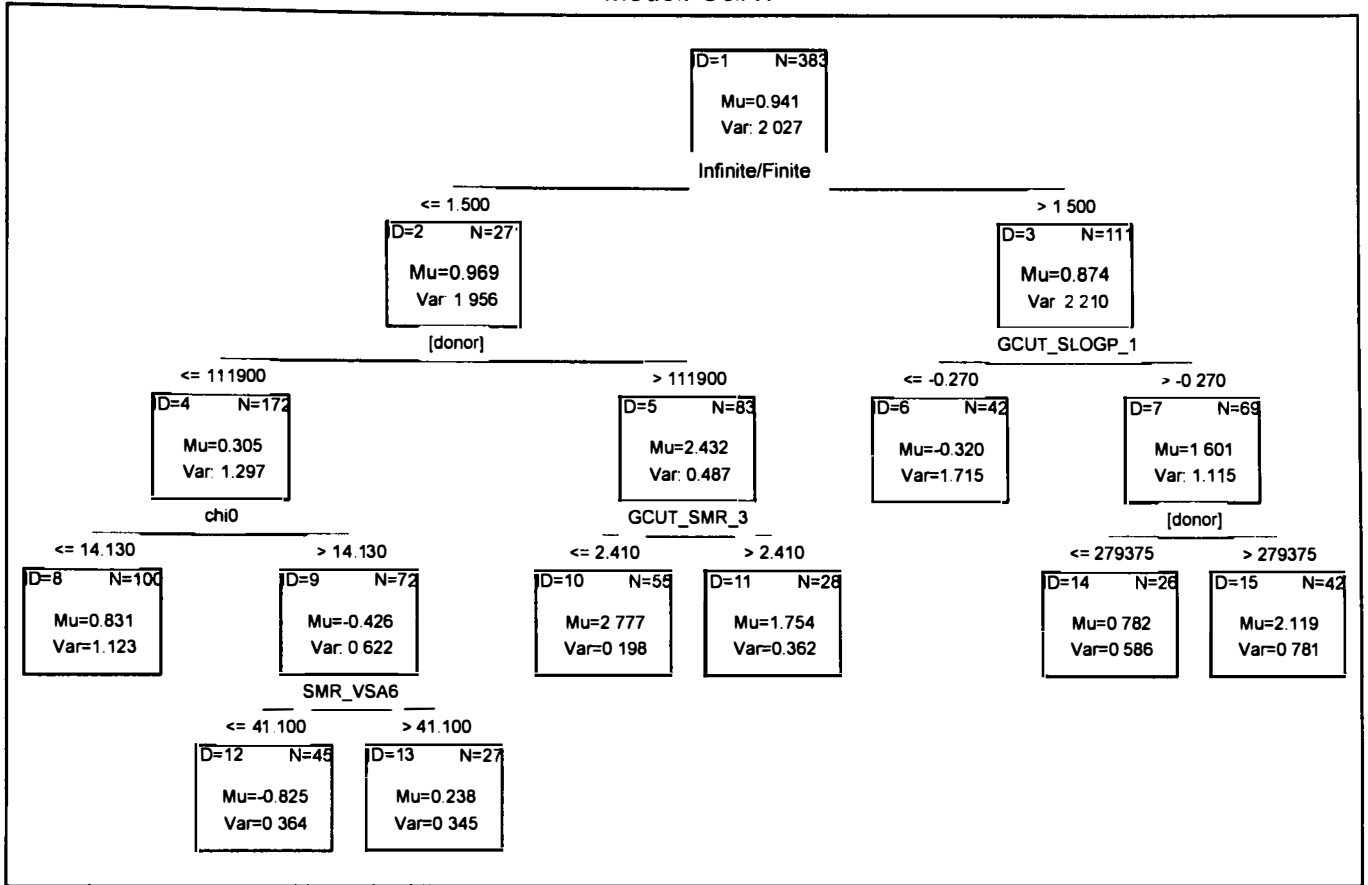 ID=1 N=383
Mu=0.941
Var: 2 027
Infinite/Finite
<= 1.500 > 1 500
ID=2 N=27 ID=3 N=111
Mu=0.969 Mu=0.874
Var 1 956 Var 2 210
[donor] GCUT_SLOGP_1
<= 111900 > 111900 <= -0.270 > -0 270
ID=4 N=172 D=5 N=83 ID=6 N=42 D=7 N=69
Mu=0.305 Mu=2.432 Mu=-0.320 Mu=1 601
Var: 1.297 Var: 0.487 Var=1.715 Var: 1.115
chi0 GCUT_SMR_3 [donor]
<= 14.130 > 14.130 <= 2.410 > 2.410 <= 279375 > 279375
ID=8 N=100 ID=9 N=72 ID=10 N=55 ID=11 N=28 ID=14 N=26 D=15 N=42
Mu=0.831 Mu=-0.426 Mu=2 777 Mu=1.754 Mu=0 782 Mu=2.119
Var=1.123 Var: 0 622 Var=0 198 Var=0.362 Var=0 586 Var=0 781
SMR_VSA6
<= 41.100 > 41.100
D=12 N=45 ID=13 N=27
Mu=-0.825 Mu=0.238
Var=0 364 Var=0 345